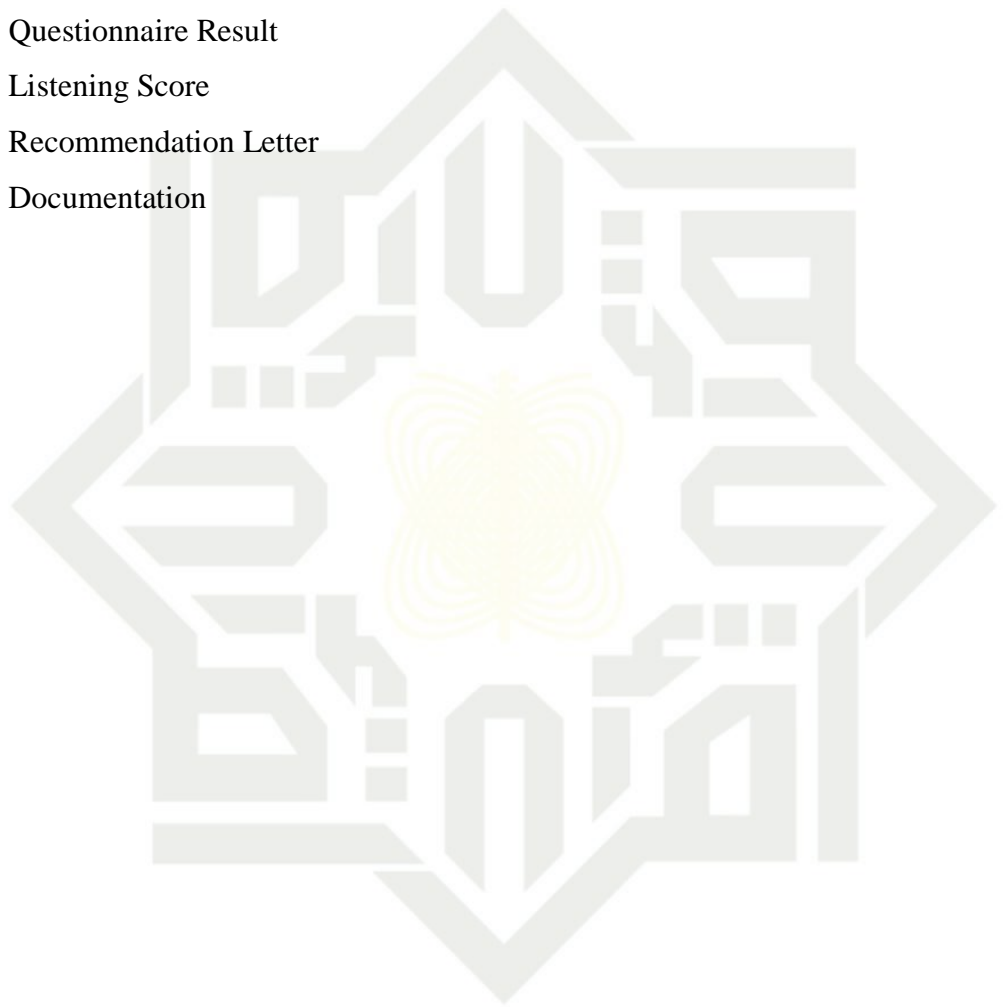 Questionnaire Result
Listening Score
Recommendation Letter
Documentation